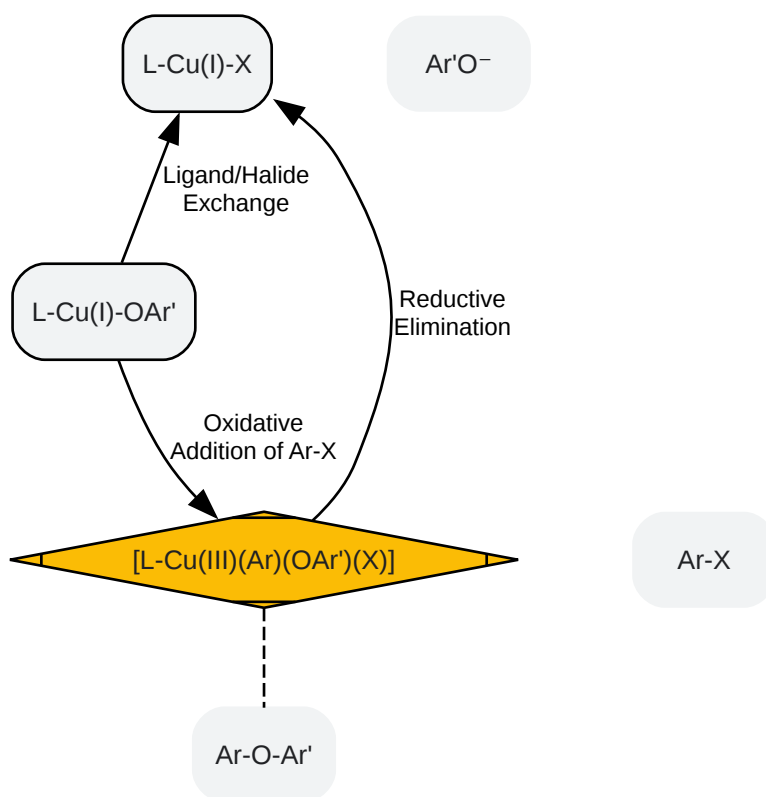 L-Cu(I)-X
Ar'O⁻
Ligand/Halide
Exchange
L-Cu(I)-OAr'
Reductive
Elimination
Oxidative
Addition of Ar-X
[L-Cu(III)(Ar)(OAr')(X)]
Ar-X
Ar-O-Ar'